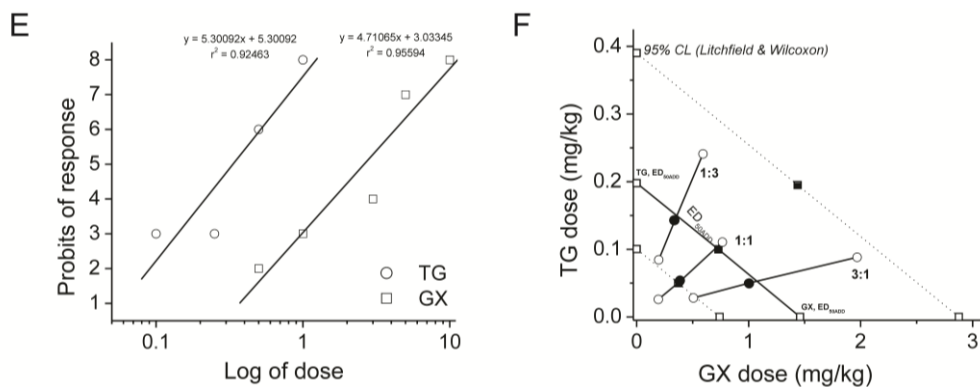 E
y = 5.30092x + 5.30092
r² = 0.92463
y = 4.71065x + 3.03345
r² = 0.95594
Probits of response
8
7
6
5
4
3
2
1
TG
GX
0.1
1
10
Log of dose
F
95% CL (Litchfield & Wilcoxon)
TG dose (mg/kg)
0.4
0.3
0.2
0.1
0.0
TG, ED50ADD
1:3
ED50ADD
1:1
3:1
GX, ED50ADD
0
1
2
3
GX dose (mg/kg)